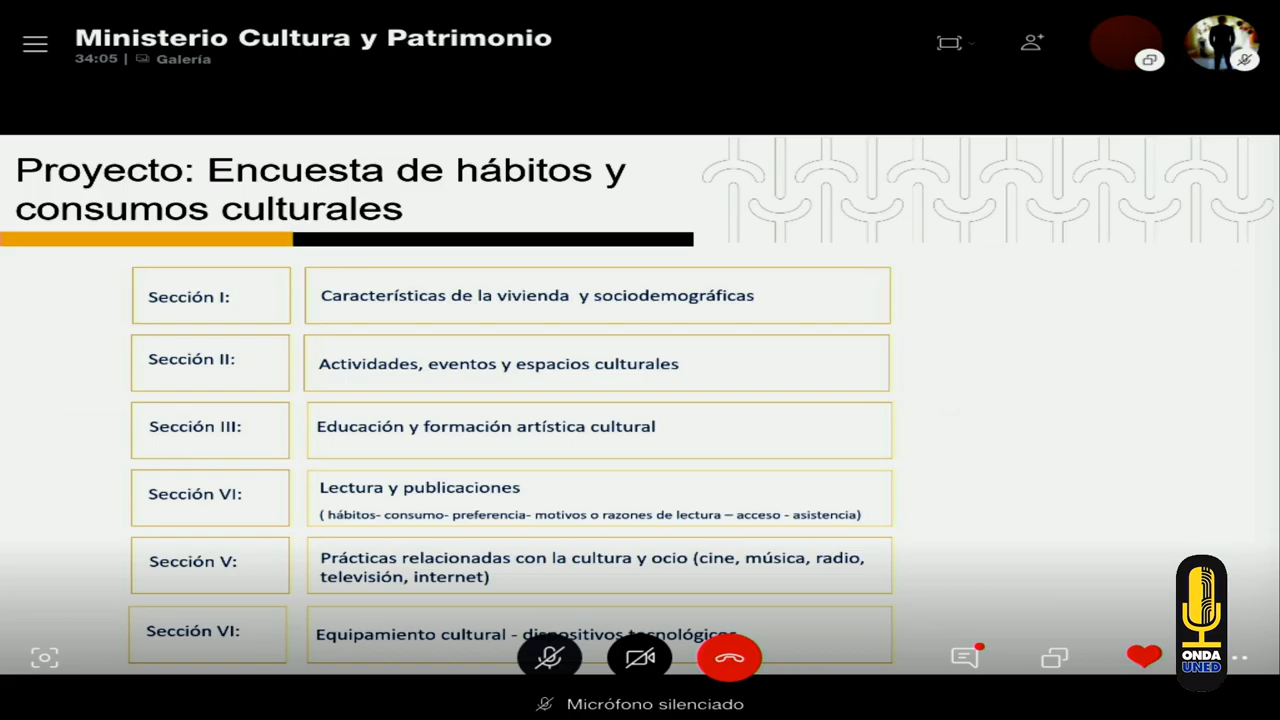 Ministerio Cultura y Patrimonio
34:05 | Galería
Proyecto: Encuesta de hábitos y
consumos culturales
Sección I:
Características de la vivienda y sociodemográficas
Sección II:
Actividades, eventos y espacios culturales
Sección III:
Educación y formación artística cultural
Sección VI:
Lectura y publicaciones
( hábitos- consumo- preferencia- motivos o razones de lectura – acceso - asistencia)
Sección V:
Prácticas relacionadas con la cultura y ocio (cine, música, radio,
televisión, internet)
Sección VI:
Equipamiento cultural - dispositivos tecnológicos
ONDA
UNED
Micrófono silenciado